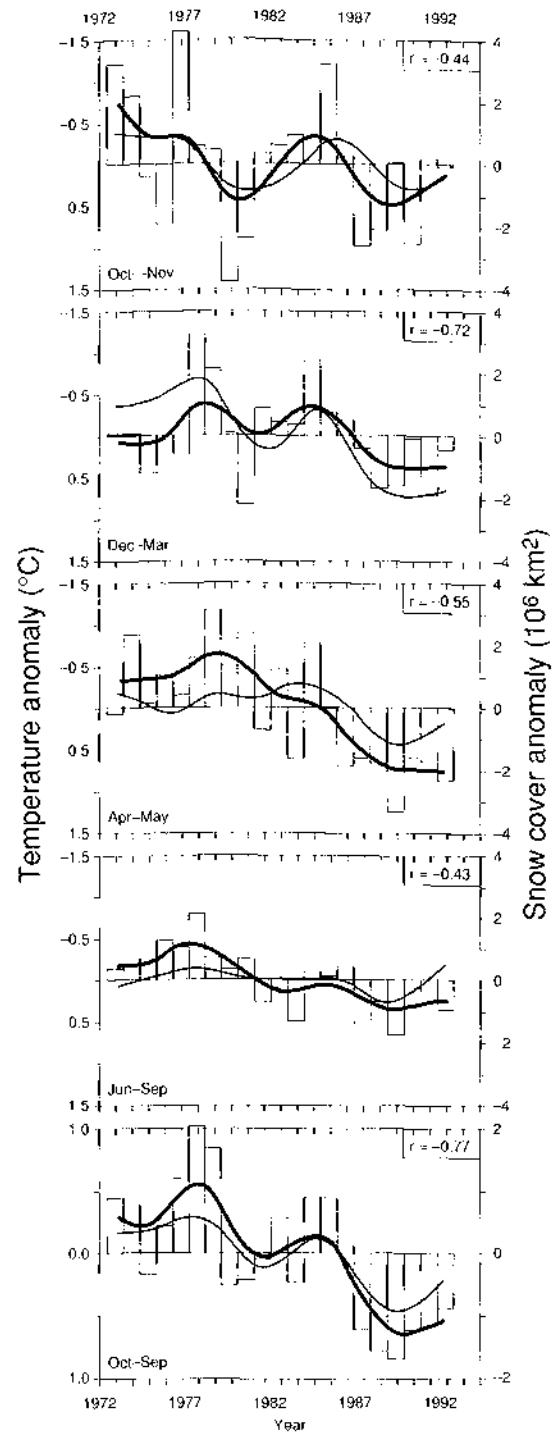 1972 1977 1982 1987 1992
-1.5 4
r = -0.44
2
-0.5
0
0.5
-2
Oct -Nov
1.5 -4
-1.5 4
r = -0.72
2
-0.5
0
0.5
-2
Dec -Mar
1.5 -4
-1.5 4
r = -0.55
2
-0.5
0
0.5
-2
Apr-May
1.5 -4
-1.5 4
r = -0.43
2
-0.5
0
0.5
-2
Jun-Sep
1.5 -4
1.0 2
r = -0.77
1
0.0 0
-1
Oct-Sep
1.0 -2
1972 1977 1982 1987 1992
Year
Temperature anomaly (°C)
Snow cover anomaly (10⁶ km²)